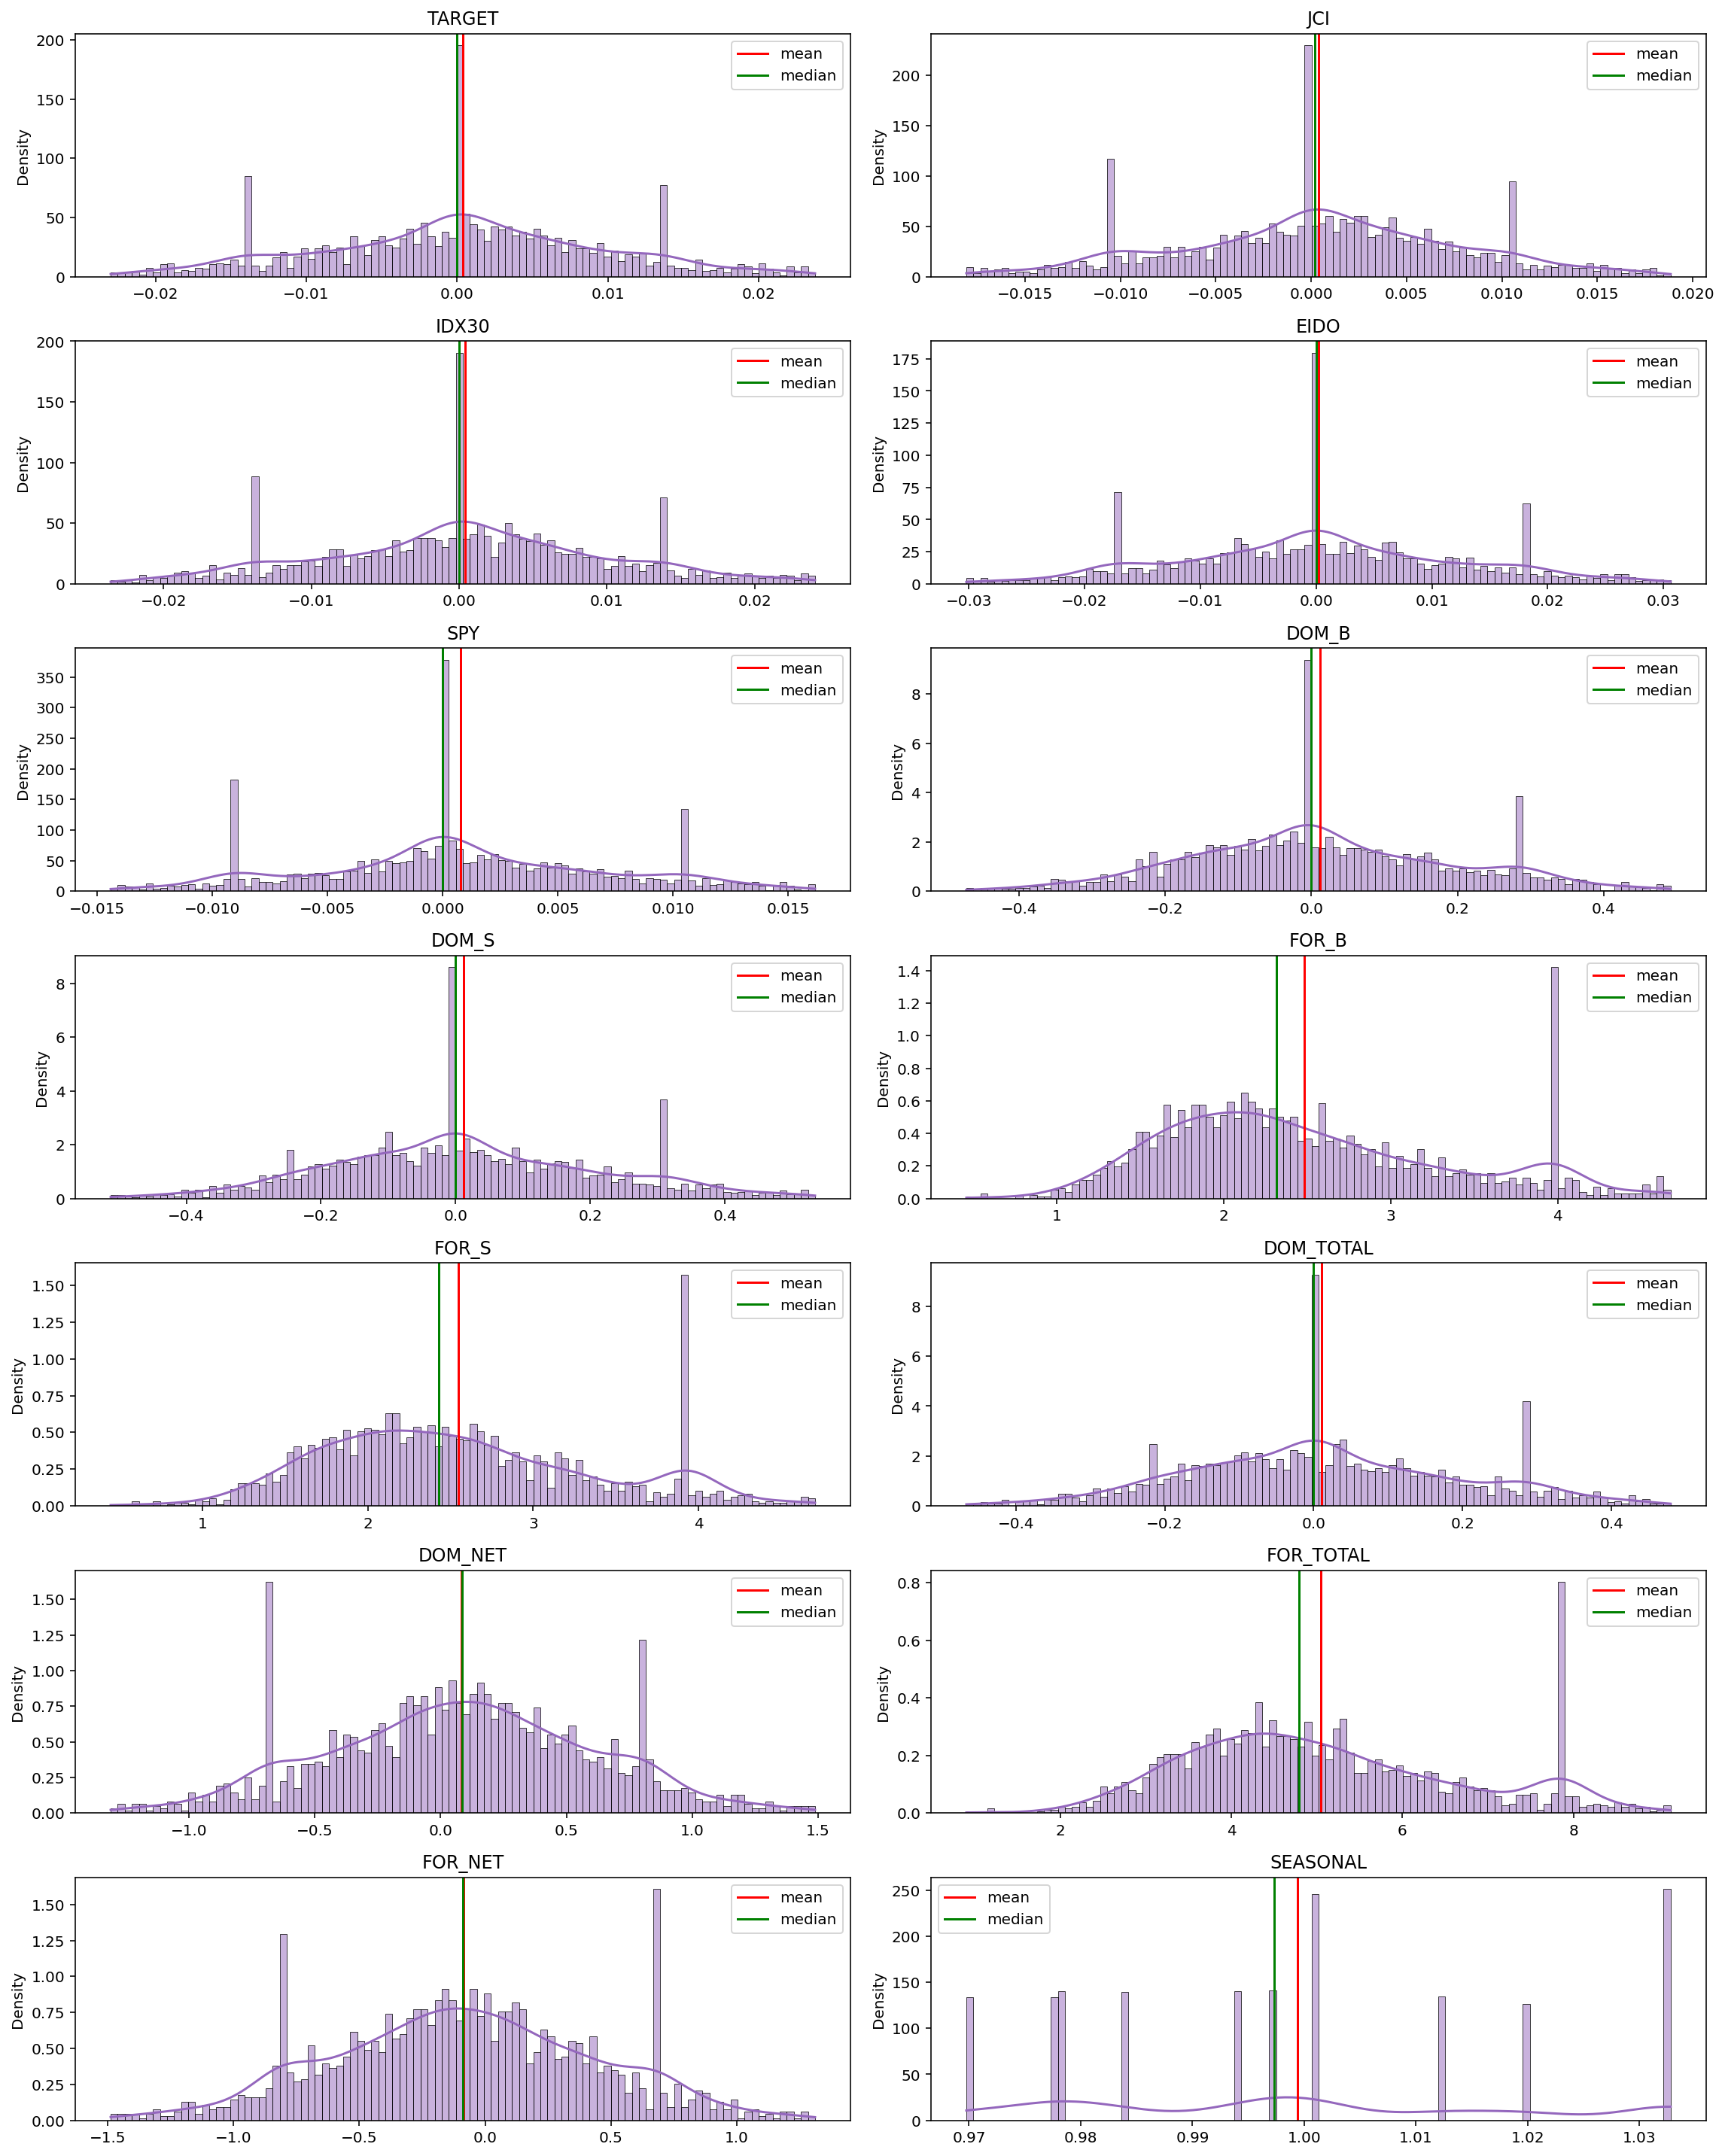 TARGET
JCI
200
150
100
50
0
Density
mean
median
−0.02
−0.01
0.00
0.01
0.02
200
150
100
50
0
Density
mean
median
−0.015
−0.010
−0.005
0.000
0.005
0.010
0.015
0.020
IDX30
EIDO
200
150
100
50
0
Density
mean
median
−0.02
−0.01
0.00
0.01
0.02
175
150
125
100
75
50
25
0
Density
mean
median
−0.03
−0.02
−0.01
0.00
0.01
0.02
0.03
SPY
DOM_B
350
300
250
200
150
100
50
0
Density
mean
median
−0.015
−0.010
−0.005
0.000
0.005
0.010
0.015
8
6
4
2
0
Density
mean
median
−0.4
−0.2
0.0
0.2
0.4
DOM_S
FOR_B
8
6
4
2
0
Density
mean
median
−0.4
−0.2
0.0
0.2
0.4
1.4
1.2
1.0
0.8
0.6
0.4
0.2
0.0
Density
mean
median
1
2
3
4
FOR_S
DOM_TOTAL
1.50
1.25
1.00
0.75
0.50
0.25
0.00
Density
mean
median
1
2
3
4
8
6
4
2
0
Density
mean
median
−0.4
−0.2
0.0
0.2
0.4
DOM_NET
FOR_TOTAL
1.50
1.25
1.00
0.75
0.50
0.25
0.00
Density
mean
median
−1.0
−0.5
0.0
0.5
1.0
1.5
0.8
0.6
0.4
0.2
0.0
Density
mean
median
2
4
6
8
FOR_NET
SEASONAL
1.50
1.25
1.00
0.75
0.50
0.25
0.00
Density
mean
median
−1.5
−1.0
−0.5
0.0
0.5
1.0
250
200
150
100
50
0
Density
mean
median
0.97
0.98
0.99
1.00
1.01
1.02
1.03